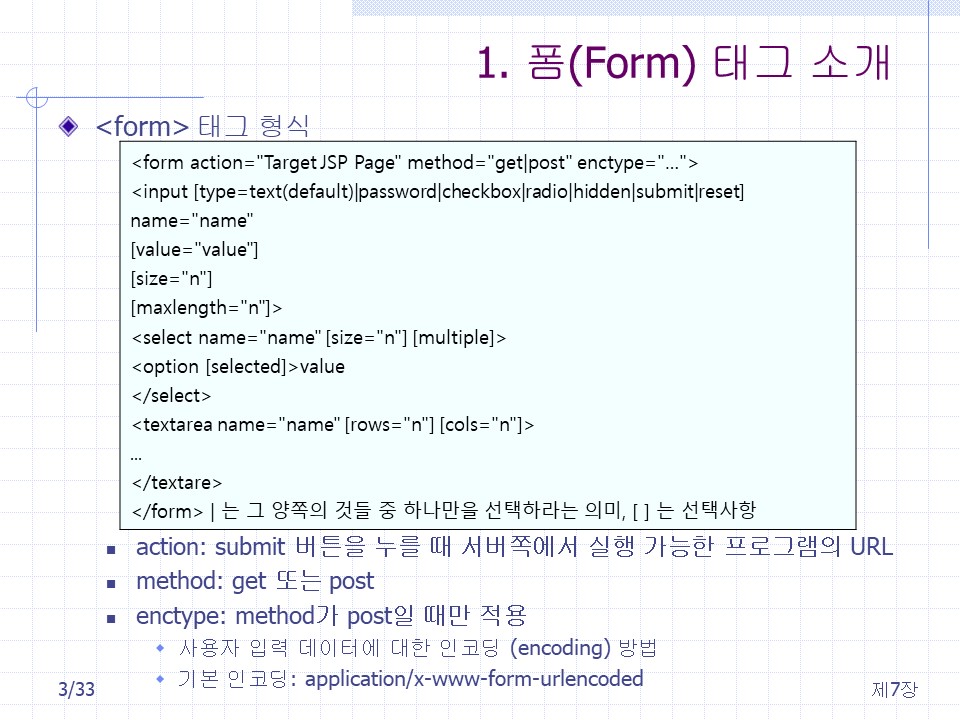 1. 폼(Form) 태그 소개
<form> 태그 형식
<form action="Target JSP Page" method="get|post" enctype="...">
<input [type=text(default)|password|checkbox|radio|hidden|submit|reset]
name="name"
[value="value"]
[size="n"]
[maxlength="n"]>
<select name="name" [size="n"] [multiple]>
<option [selected]>value
</select>
<textarea name="name" [rows="n"] [cols="n"]>
...
</textare>
</form> | 는 그 양쪽의 것들 중 하나만을 선택하라는 의미, [ ] 는 선택사항
action: submit 버튼을 누를 때 서버쪽에서 실행 가능한 프로그램의 URL
method: get 또는 post
enctype: method가 post일 때만 적용
사용자 입력 데이터에 대한 인코딩 (encoding) 방법
기본 인코딩: application/x-www-form-urlencoded
3/33
제7장